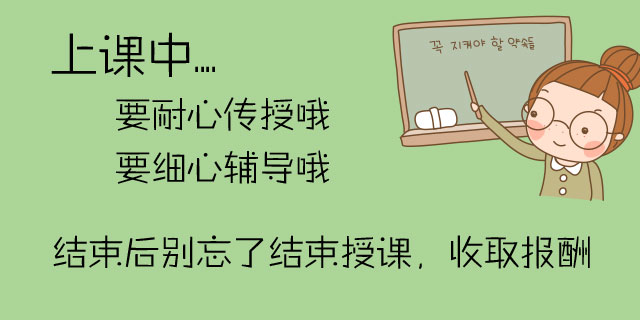 上课中....
꼭 지켜야 할 약속들
要耐心传授哦
要细心辅导哦
结束后别忘了结束授课，收取报酬